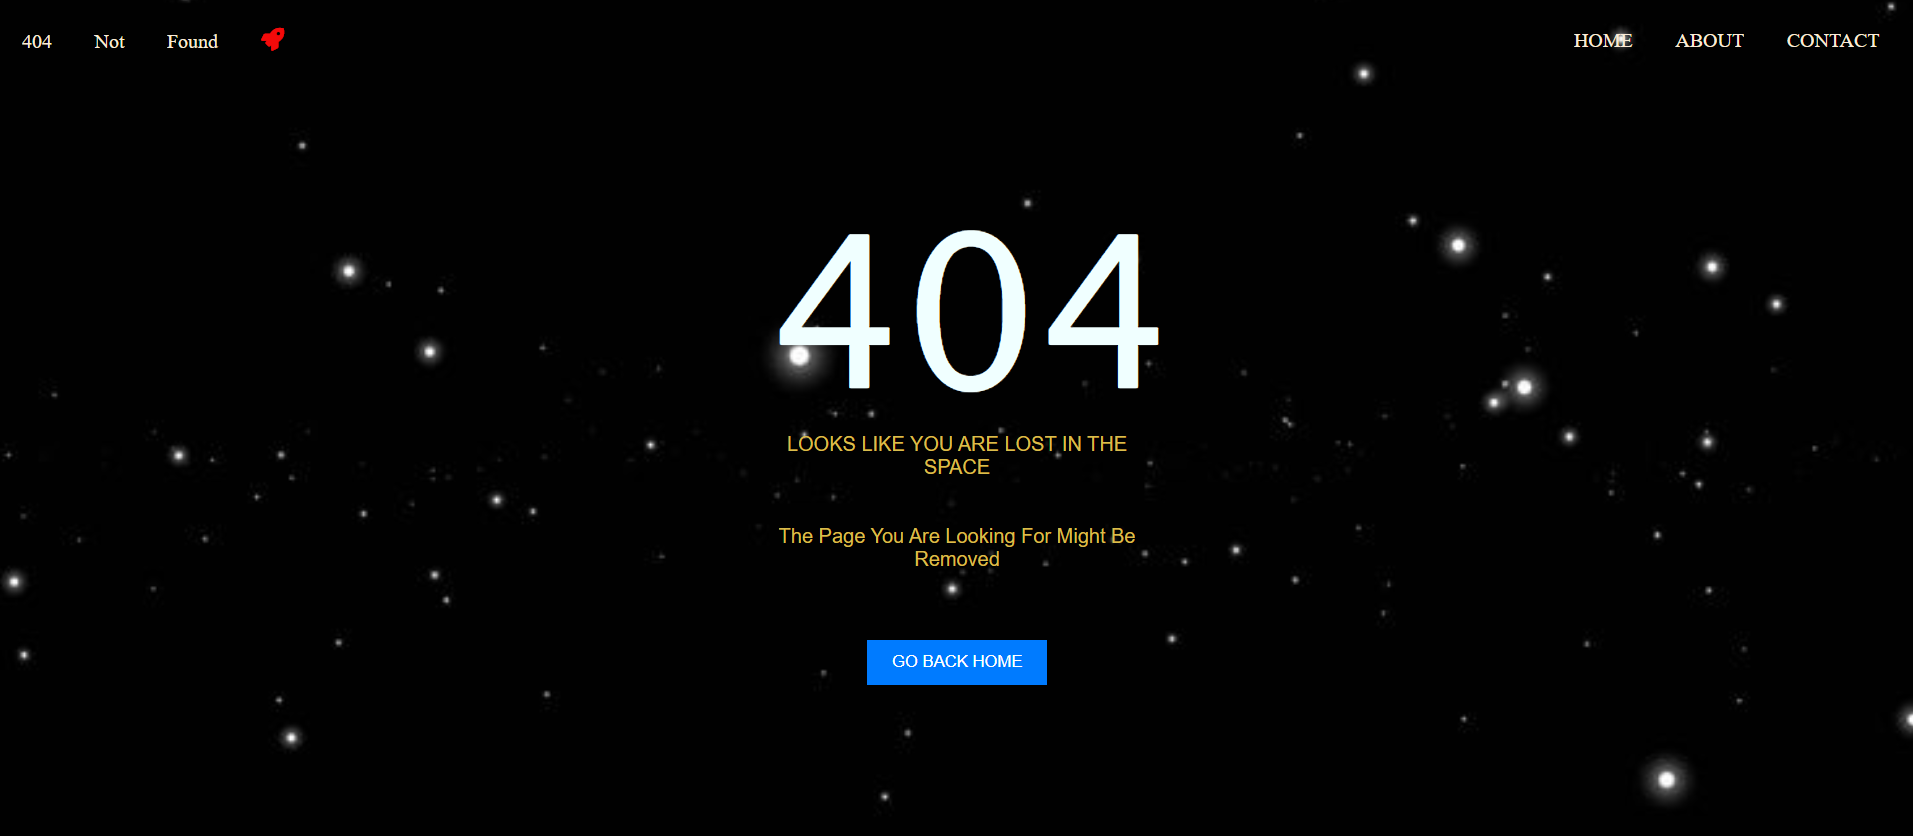 404 Not Found
HOME ABOUT CONTACT
404
LOOKS LIKE YOU ARE LOST IN THE
SPACE
The Page You Are Looking For Might Be
Removed
GO BACK HOME